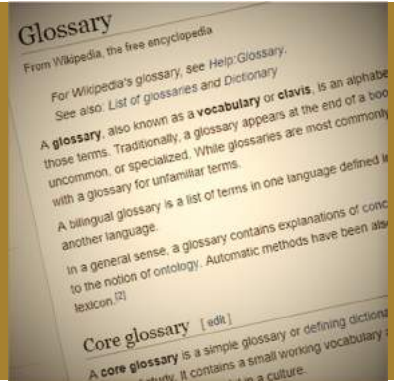 Glossary
From Wikipedia, the free encyclopedia
For Wikipedia's glossary, see Help:Glossary.
See also: List of glossaries and Dictionary
A glossary, also known as a vocabulary or clavis, is an alphabe
those terms. Traditionally, a glossary appears at the end of a boo
uncommon, or specialized. While glossaries are most commonly
with a glossary for unfamiliar terms.
A bilingual glossary is a list of terms in one language defined
another language.
In a general sense, a glossary contains explanations of conc
to the notion of ontology. Automatic methods have been also
lexicon.[2]
Core glossary [edit]
A core glossary is a simple glossary or defining dictiona
It contains a small working vocabulary
in a culture.